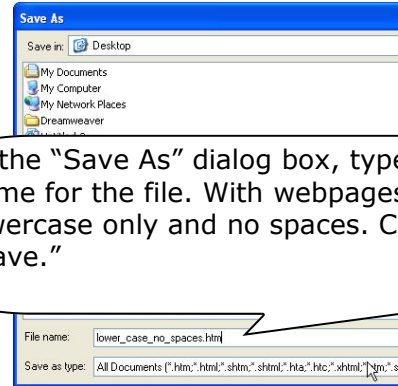 Save As
Save in: Desktop
My Documents
My Computer
My Network Places
Dreamweaver
the “Save As” dialog box, type
me for the file. With webpages
wercase only and no spaces. C
ave.”
File name: lower_case_no_spaces.htm
Save as type: All Documents (*.htm;*.html;*.shtm;*.shtml;*.hta;*.htc;*.xhtml;